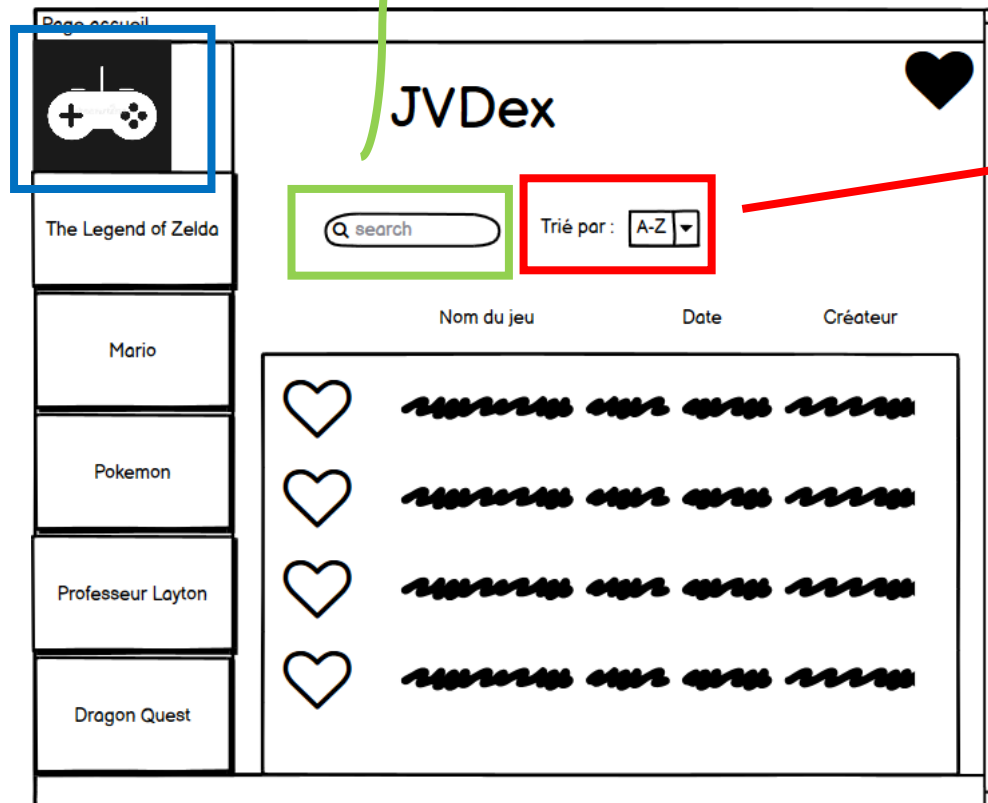 Page accueil
JVDex
The Legend of Zelda
search
Trié par :
A-Z
Nom du jeu
Date
Créateur
Mario
Pokemon
Professeur Layton
Dragon Quest